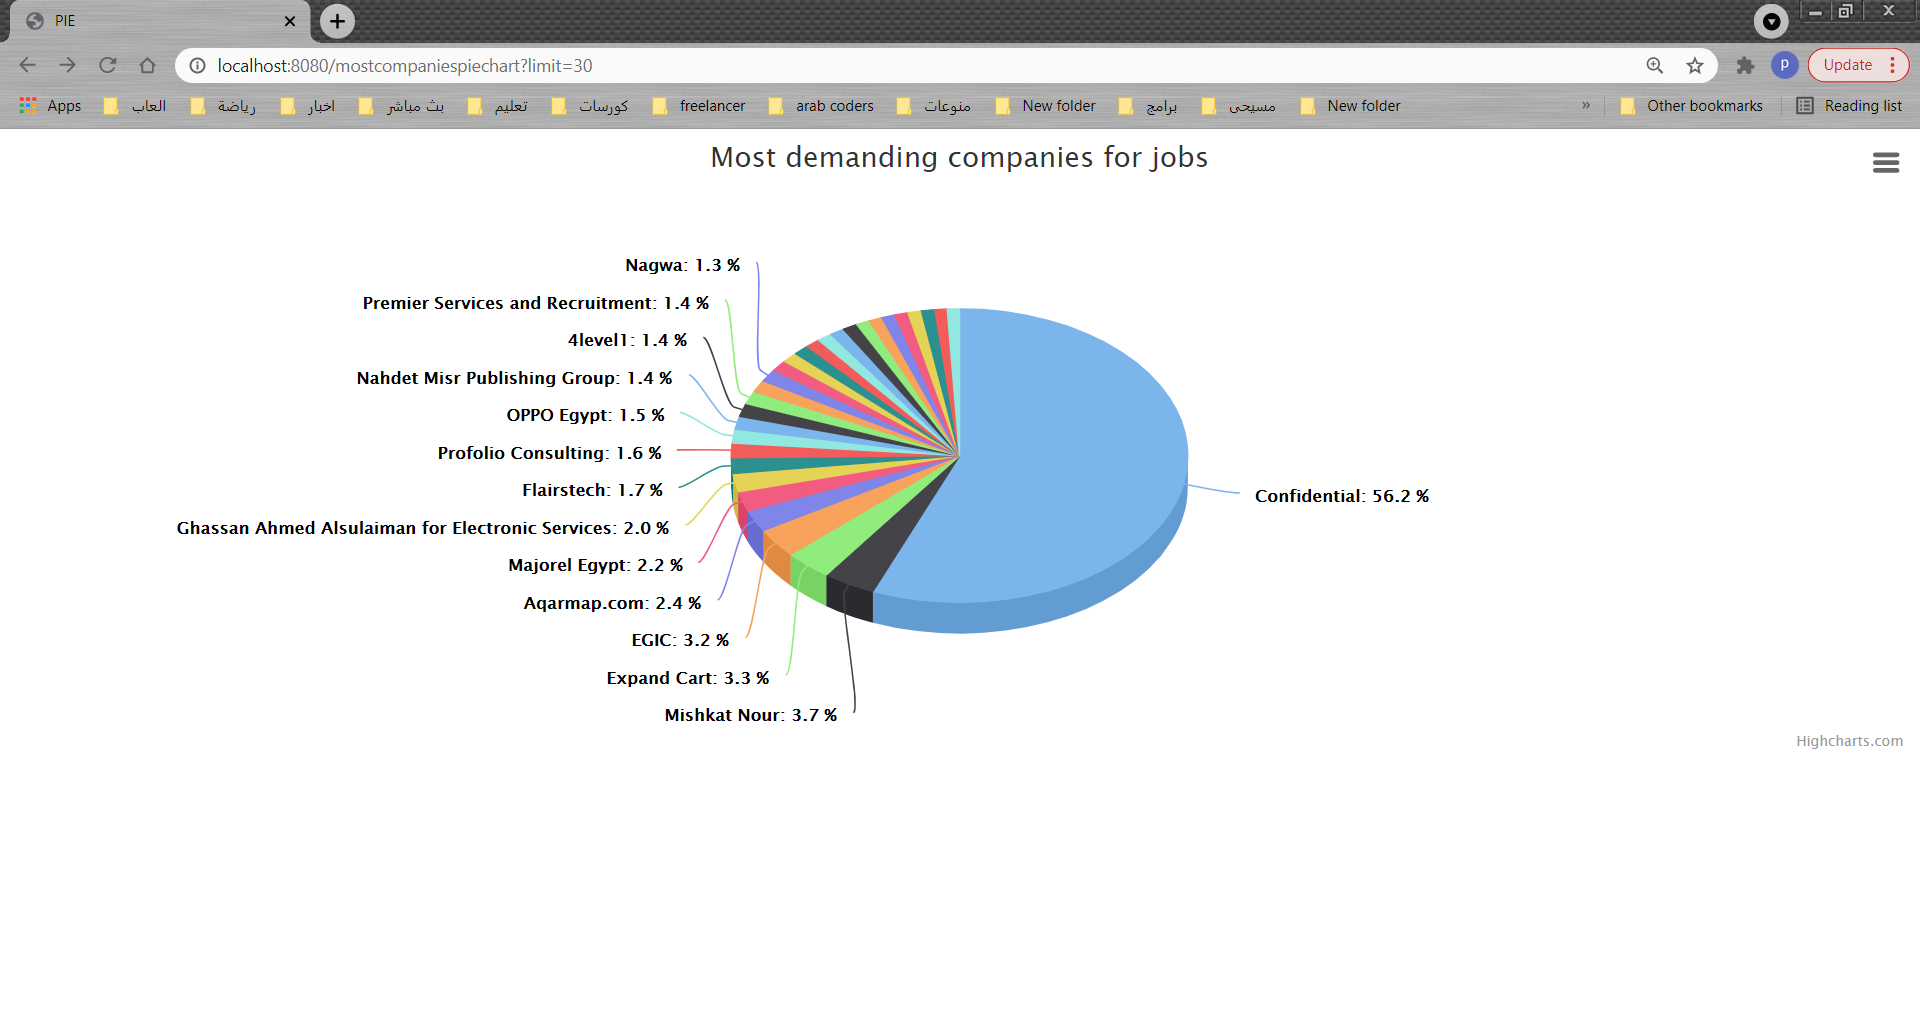 PIE
localhost:8080/mostcompaniespiechart?limit=30
p
Update
Apps
العاب
رياضة
اخبار
بث مباشر
تعليم
كورسات
freelancer
arab coders
منوعات
New folder
برامج
مسيحى
New folder
»
Other bookmarks
Reading list
Most demanding companies for jobs
Nagwa: 1.3 %
Premier Services and Recruitment: 1.4 %
4level1: 1.4 %
Nahdet Misr Publishing Group: 1.4 %
OPPO Egypt: 1.5 %
Profolio Consulting: 1.6 %
Flairstech: 1.7 %
Confidential: 56.2 %
Ghassan Ahmed Alsulaiman for Electronic Services: 2.0 %
Majorel Egypt: 2.2 %
Aqarmap.com: 2.4 %
EGIC: 3.2 %
Expand Cart: 3.3 %
Mishkat Nour: 3.7 %
Highcharts.com